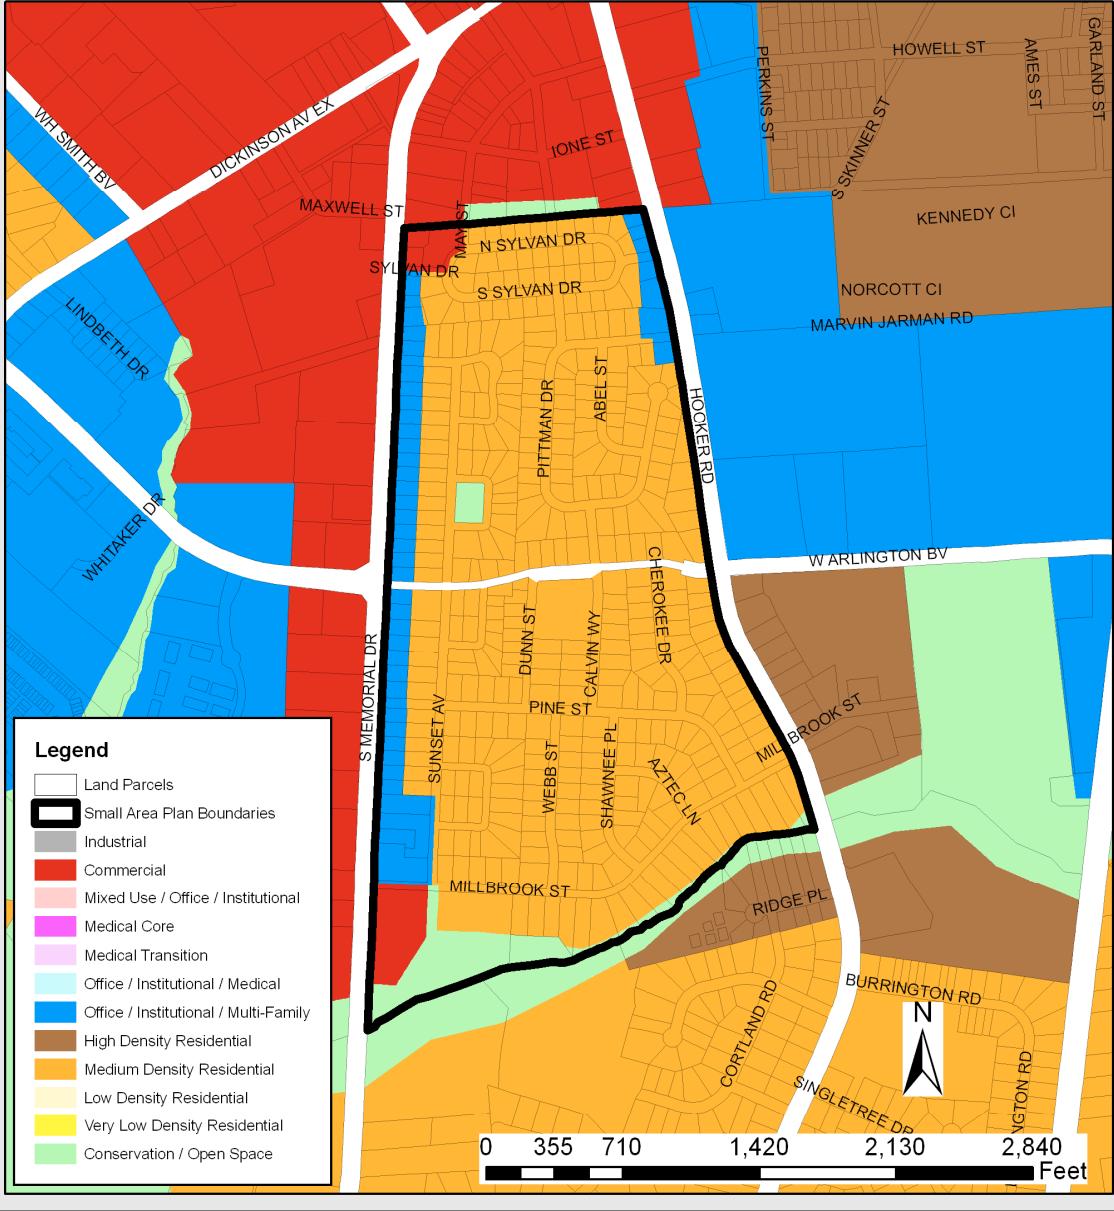 HOWELL ST
GARLAND ST
AMES ST
PERKINS ST
S SKINNER ST
WH SMITH BV
DICKINSON AV EX
IONE ST
MAXWELL ST
MAY ST
KENNEDY CI
N SYLVAN DR
SYLVAN DR
S SYLVAN DR
NORCOTT CI
MARVIN JARMAN RD
LINDBETH DR
PITTMAN DR
ABEL ST
HOOKER RD
WHITAKER DR
W ARLINGTON BV
CHEROKEE DR
DUNN ST
CALVIN WY
S MEMORIAL DR
SUNSET AV
PINE ST
MILLBROOK ST
WEBB ST
SHAWNEE PL
AZTEC LN
MILLBROOK ST
RIDGE PL
BURRINGTON RD
CORTLAND RD
SINGLETREE DR
NGTON RD
Legend
Land Parcels
Small Area Plan Boundaries
Industrial
Commercial
Mixed Use / Office / Institutional
Medical Core
Medical Transition
Office / Institutional / Medical
Office / Institutional / Multi-Family
High Density Residential
Medium Density Residential
Low Density Residential
Very Low Density Residential
Conservation / Open Space
N
0 355 710 1,420 2,130 2,840
Feet